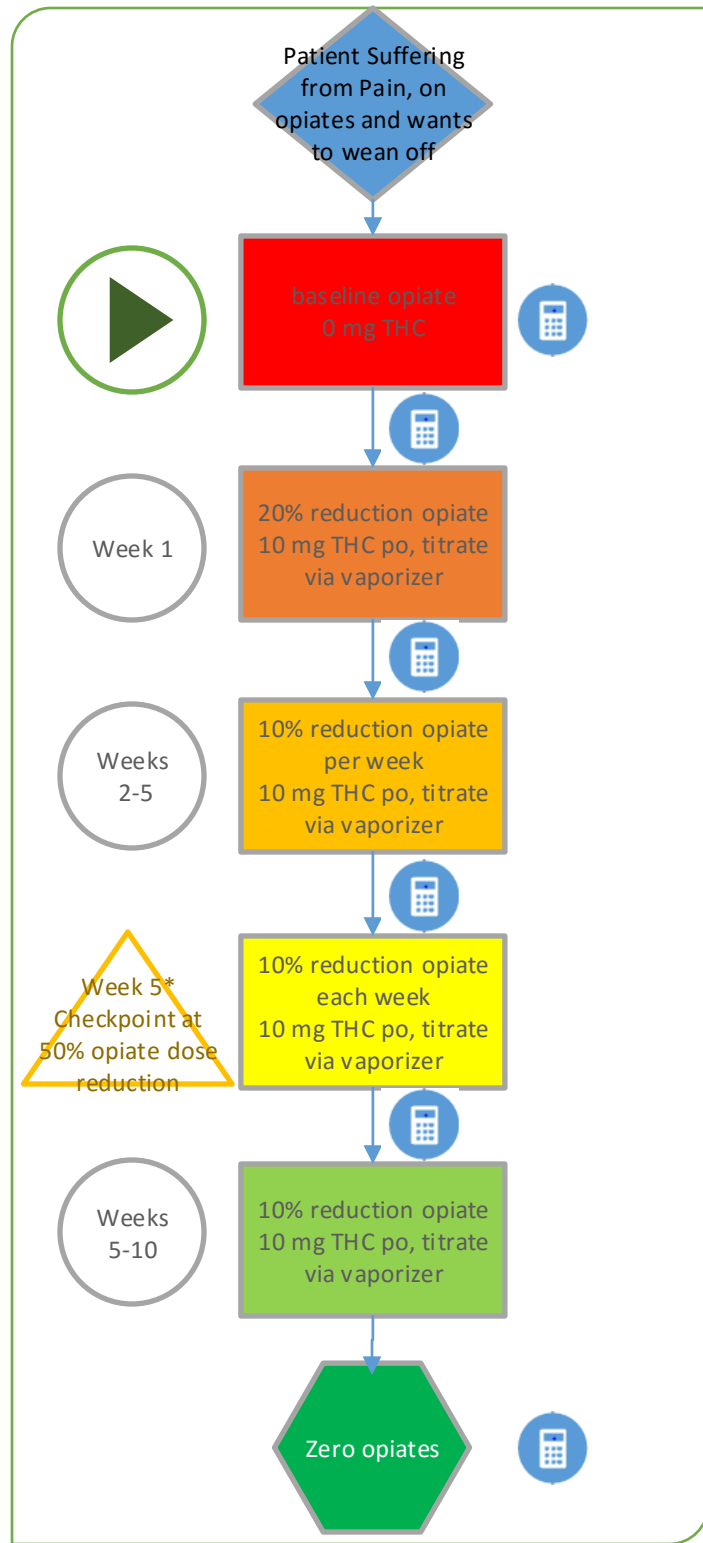 Patient Suffering
from Pain, on
opiates and wants
to wean off
baseline opiate
0 mg THC
Week 1
20% reduction opiate
10 mg THC po, titrate
via vaporizer
Weeks
2-5
10% reduction opiate
per week
10 mg THC po, titrate
via vaporizer
Week 5*
Checkpoint at
50% opiate dose
reduction
10% reduction opiate
each week
10 mg THC po, titrate
via vaporizer
Weeks
5-10
10% reduction opiate
10 mg THC po, titrate
via vaporizer
Zero opiates